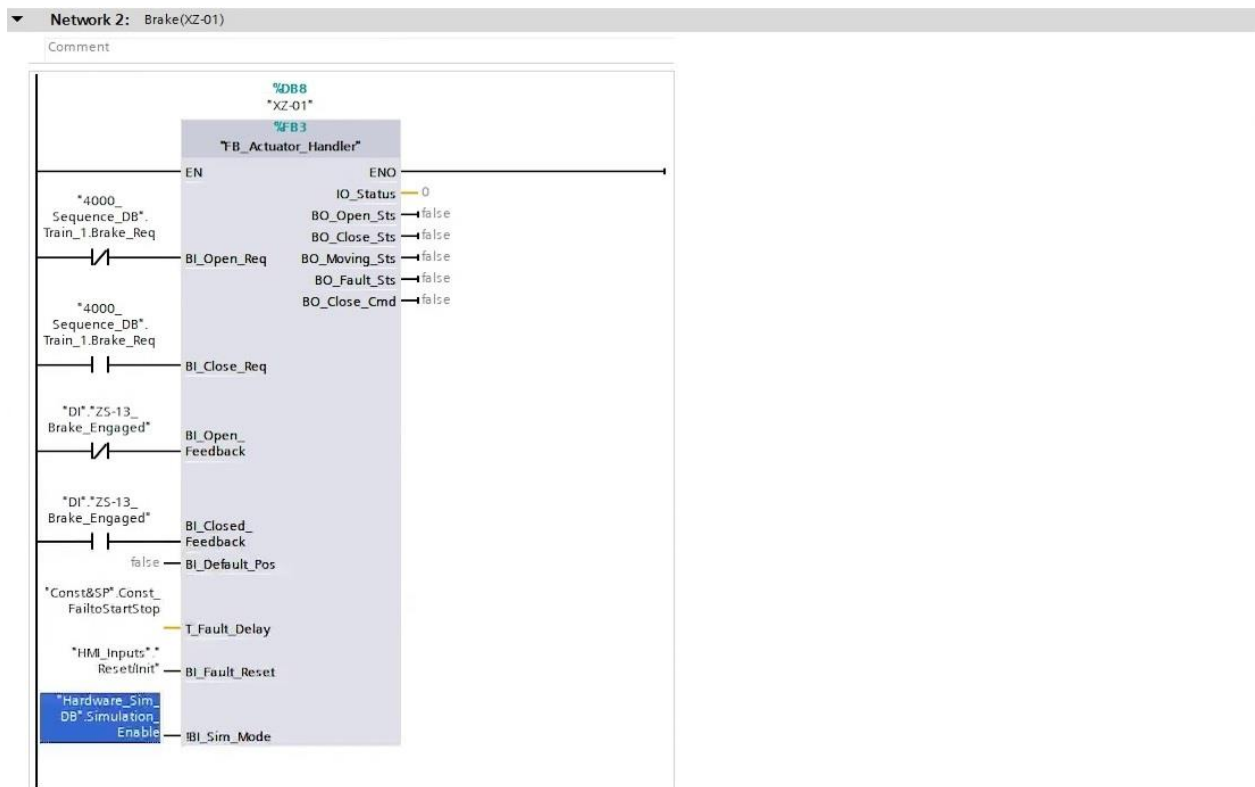 Network 2: Brake(XZ-01)
Comment
%DB8
"XZ-01"
%FB3
"FB_Actuator_Handler"
EN ENO
IO_Status 0
"4000_
Sequence_DB".
Train_1.Brake_Req
BO_Open_Sts false
BO_Close_Sts false
BI_Open_Req BO_Moving_Sts false
BO_Fault_Sts false
BO_Close_Cmd false
"4000_
Sequence_DB".
Train_1.Brake_Req
BI_Close_Req
"DI"."ZS-13_
Brake_Engaged"
BI_Open_
Feedback
"DI"."ZS-13_
Brake_Engaged"
BI_Closed_
Feedback
false BI_Default_Pos
"Const&SP".Const_
FailtoStartStop
T_Fault_Delay
"HMI_Inputs"."
Reset/Init" BI_Fault_Reset
"Hardware_Sim_
DB".Simulation_
Enable !BI_Sim_Mode